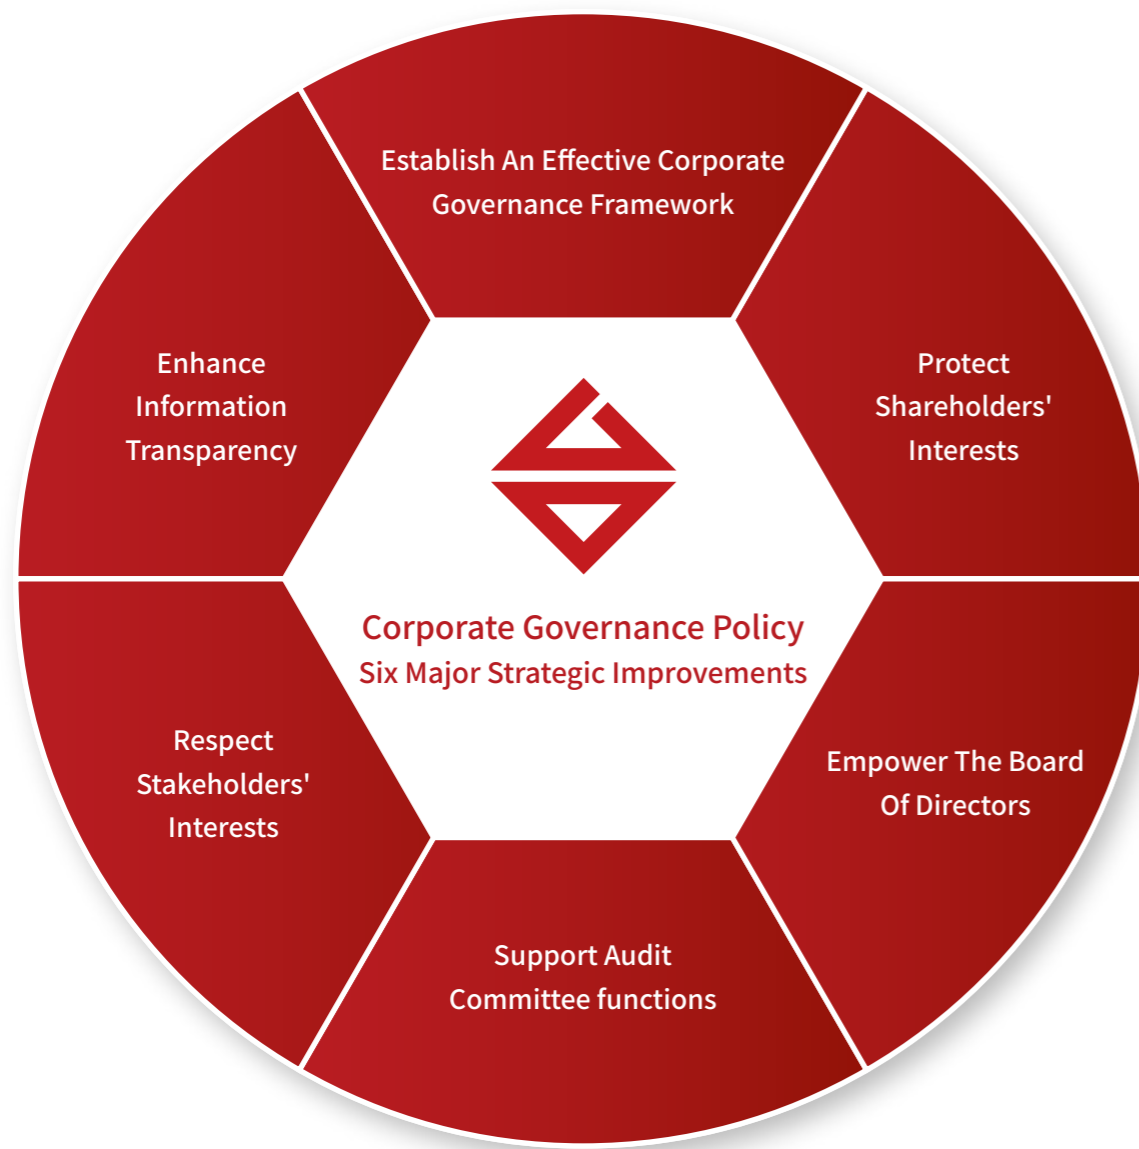 Establish An Effective Corporate
Governance Framework
Protect
Shareholders'
Interests
Empower The Board
Of Directors
Support Audit
Committee functions
Respect
Stakeholders'
Interests
Enhance
Information
Transparency
Corporate Governance Policy
Six Major Strategic Improvements